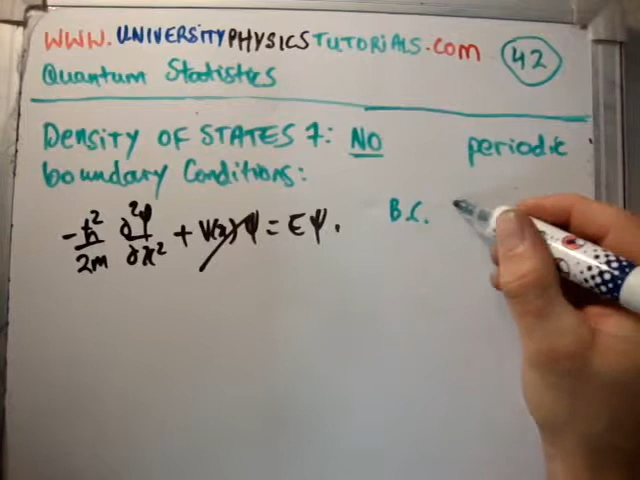 WWW.UNIVERSITYPHYSICSTUTORIALS.COM
42
Quantum Statistics
DENSITY OF STATES 7: NO periodic
boundary Conditions:
-ħ²/2m ∂²ψ/∂x² + V(x)ψ = Eψ.
B.C.